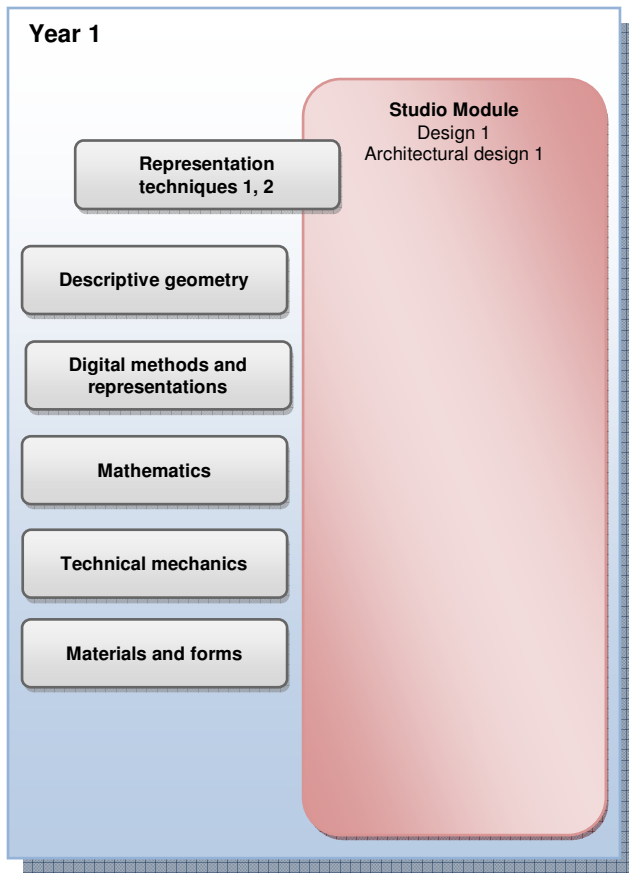 Year 1
Studio Module
Design 1
Architectural design 1
Representation
techniques 1, 2
Descriptive geometry
Digital methods and
representations
Mathematics
Technical mechanics
Materials and forms